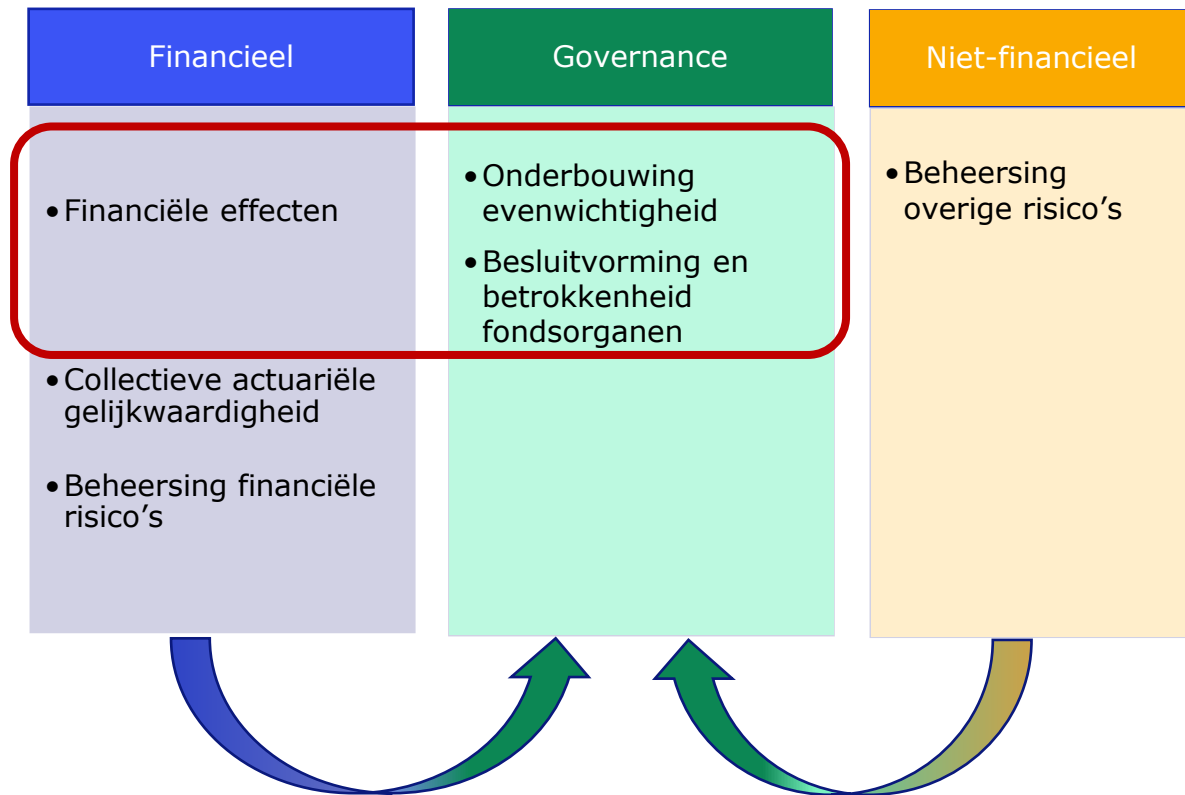 Financieel
Governance
Niet-financieel
•Financiële effecten
•Collectieve actuariële
gelijkwaardigheid
•Beheersing financiële
risico’s
•Onderbouwing
evenwichtigheid
•Besluitvorming en
betrokkenheid
fondsorganen
•Beheersing
overige risico’s